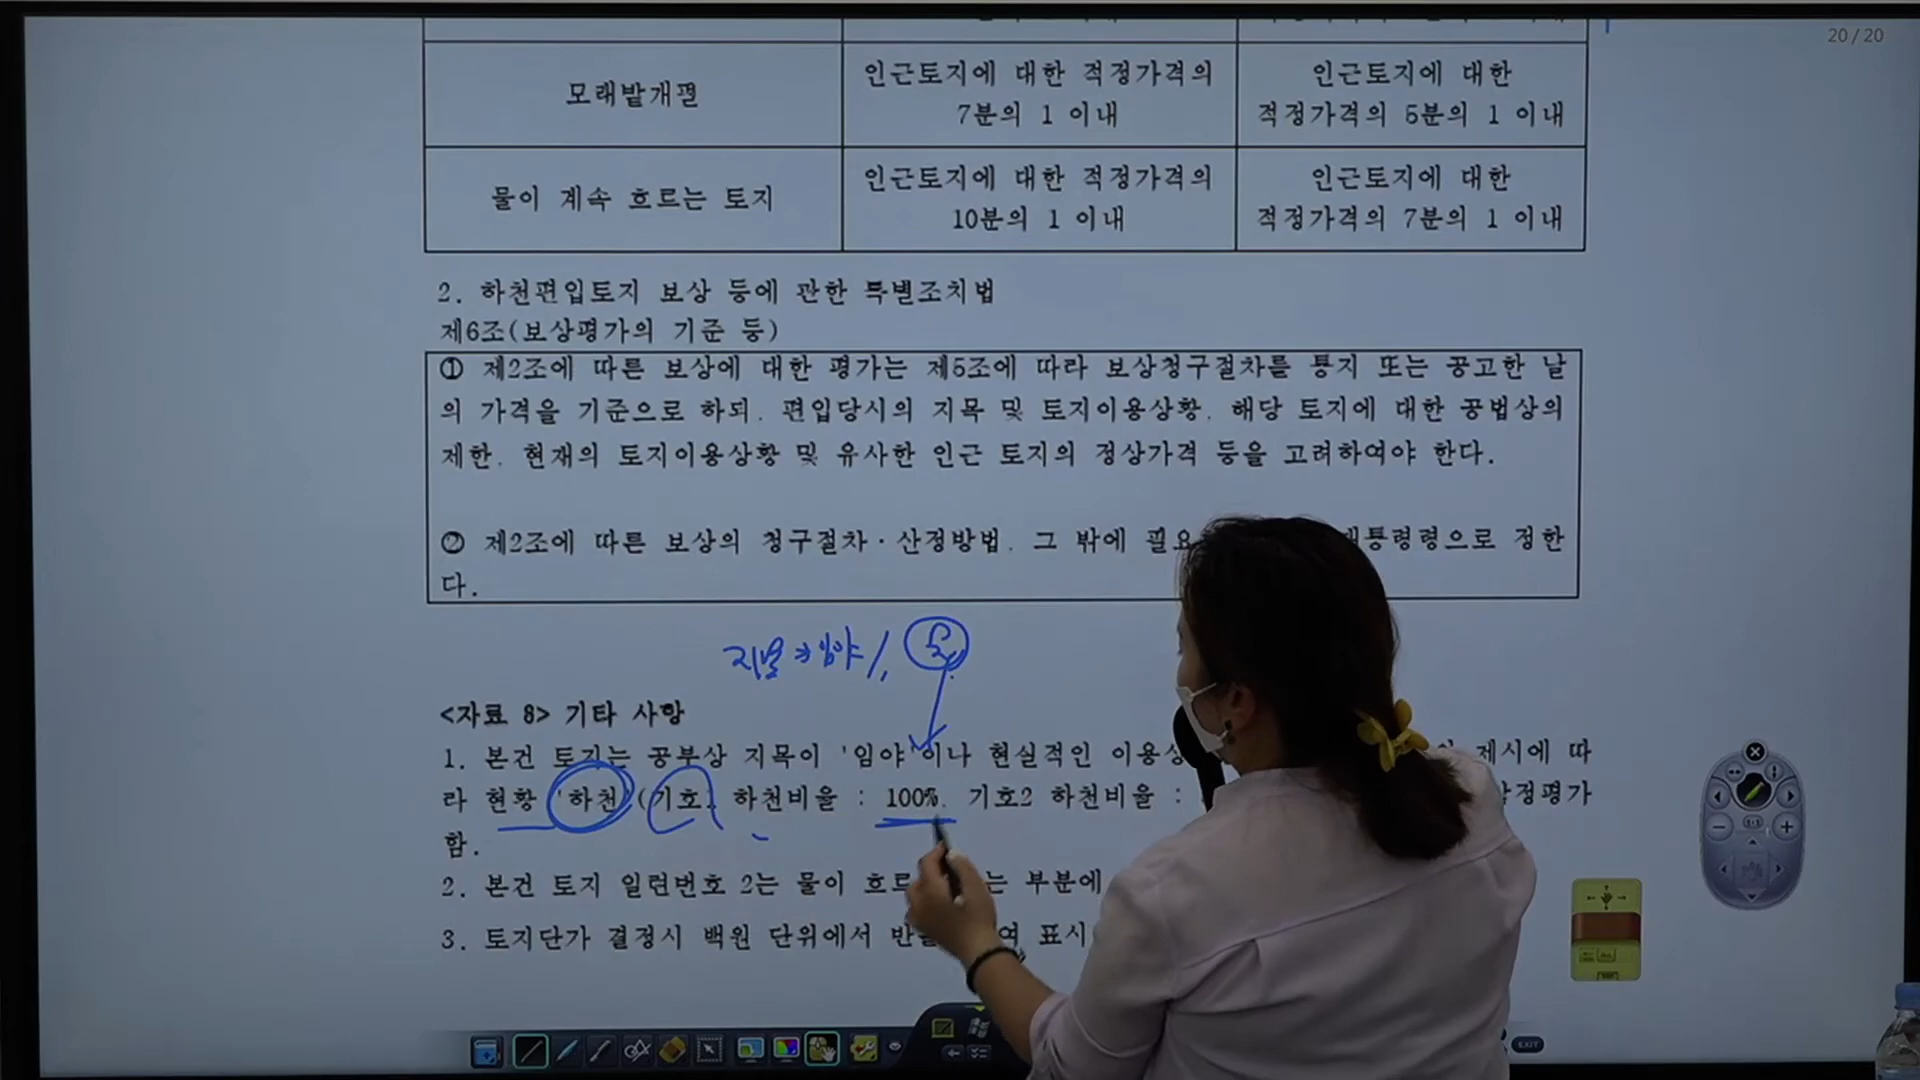 20 / 20
모래밭개펄
인근토지에 대한 적정가격의
7분의 1 이내
인근토지에 대한
적정가격의 5분의 1 이내
물이 계속 흐르는 토지
인근토지에 대한 적정가격의
10분의 1 이내
인근토지에 대한
적정가격의 7분의 1 이내
2. 하천편입토지 보상 등에 관한 특별조치법
제6조(보상평가의 기준 등)
① 제2조에 따른 보상에 대한 평가는 제5조에 따라 보상청구절차를 통지 또는 공고한 날
의 가격을 기준으로 하되, 편입당시의 지목 및 토지이용상황, 해당 토지에 대한 공법상의
제한, 현재의 토지이용상황 및 유사한 인근 토지의 정상가격 등을 고려하여야 한다.
② 제2조에 따른 보상의 청구절차·산정방법, 그 밖에 필요 대통령령으로 정한
다.
<자료 8> 기타 사항
1. 본건 토지는 공부상 지목이 '임야'이나 현실적인 이용상 제시에 따
라 현황 '하천'(기호1 하천비율 : 100%, 기호2 하천비율 : 감정평가
함.
2. 본건 토지 일련번호 2는 물이 흐르 는 부분에
3. 토지단가 결정시 백원 단위에서 반올 여 표시
EXIT